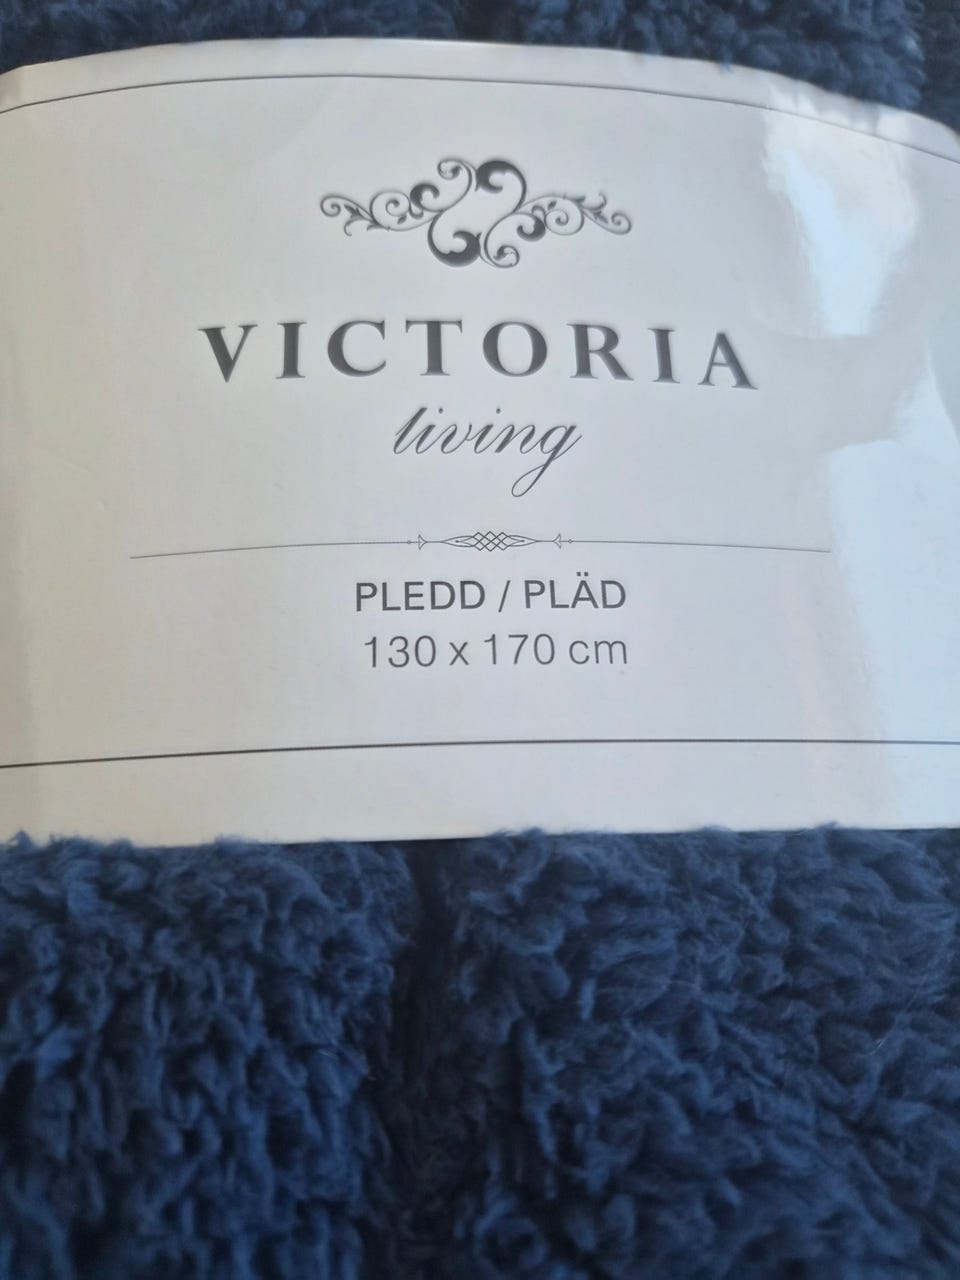 VICTORIA
living
PLEDD / PLÄD
130 x 170 cm